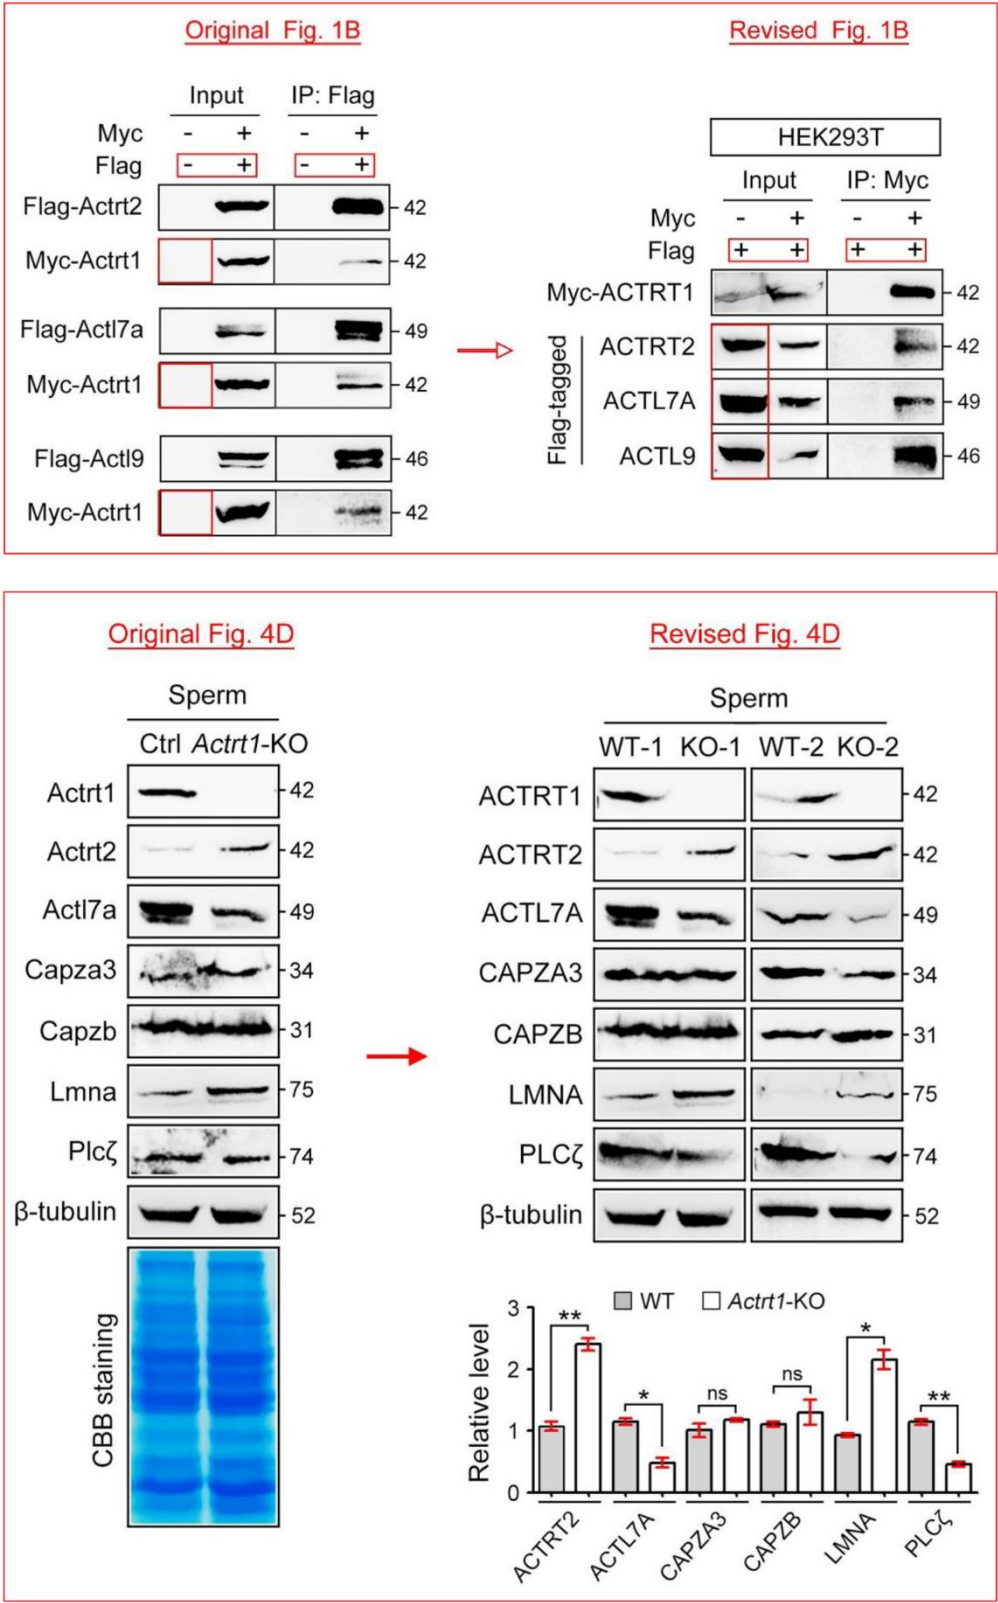 Original Fig. 1B
Input IP: Flag
Myc - + - +
Flag - + - +
Flag-Actrt2 42
Myc-Actrt1 42
Flag-Actl7a 49
Myc-Actrt1 42
Flag-Actl9 46
Myc-Actrt1 42
Revised Fig. 1B
HEK293T
Input IP: Myc
Myc - + - +
Flag + + + +
Myc-ACTRT1 42
Flag-tagged
ACTRT2 42
ACTL7A 49
ACTL9 46
Original Fig. 4D
Sperm
Ctrl Actrt1-KO
Actrt1 42
Actrt2 42
Actl7a 49
Capza3 34
Capzb 31
Lmna 75
Plcζ 74
β-tubulin 52
CBB staining
Revised Fig. 4D
Sperm
WT-1 KO-1 WT-2 KO-2
ACTRT1 42
ACTRT2 42
ACTL7A 49
CAPZA3 34
CAPZB 31
LMNA 75
PLCζ 74
β-tubulin 52
WT Actrt1-KO
Relative level
3
2
1
0
** * ns ns * **
ACTRT2 ACTL7A CAPZA3 CAPZB LMNA PLCζ